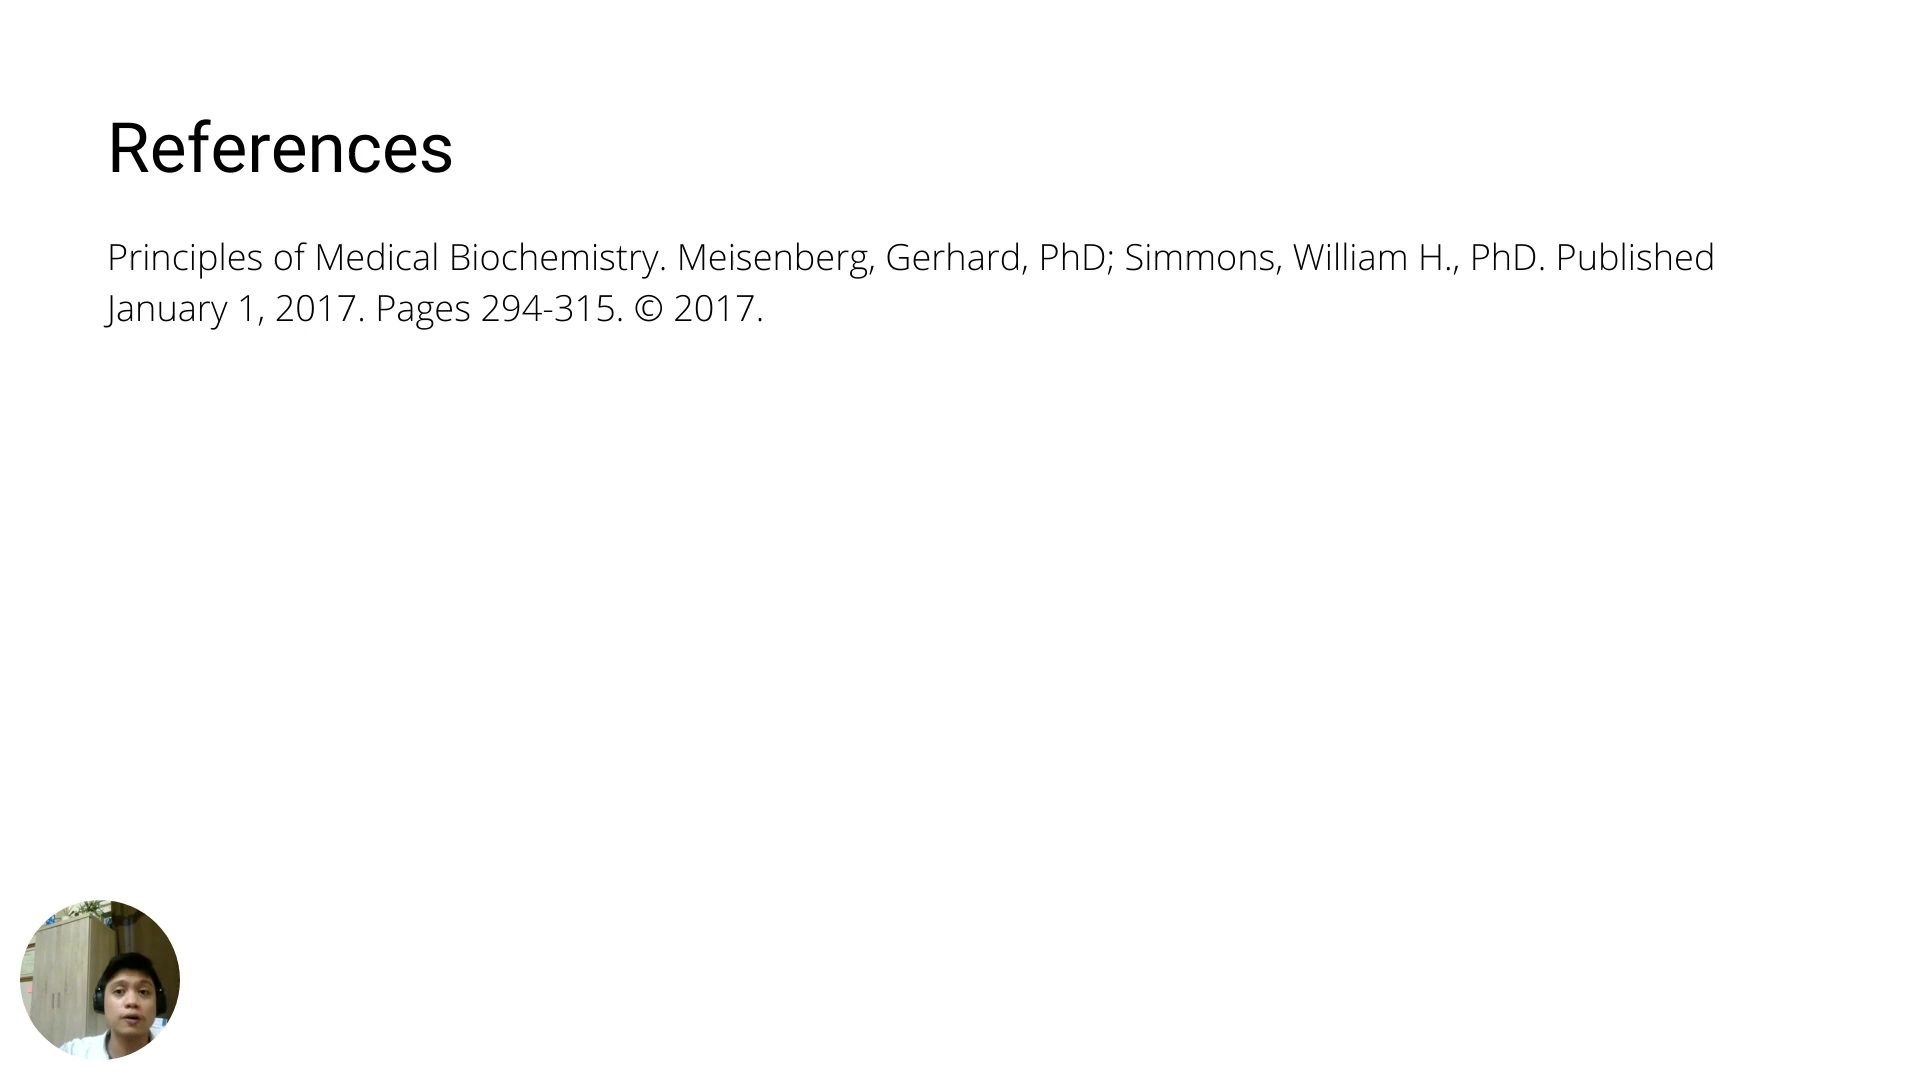 References
Principles of Medical Biochemistry. Meisenberg, Gerhard, PhD; Simmons, William H., PhD. Published
January 1, 2017. Pages 294-315. © 2017.